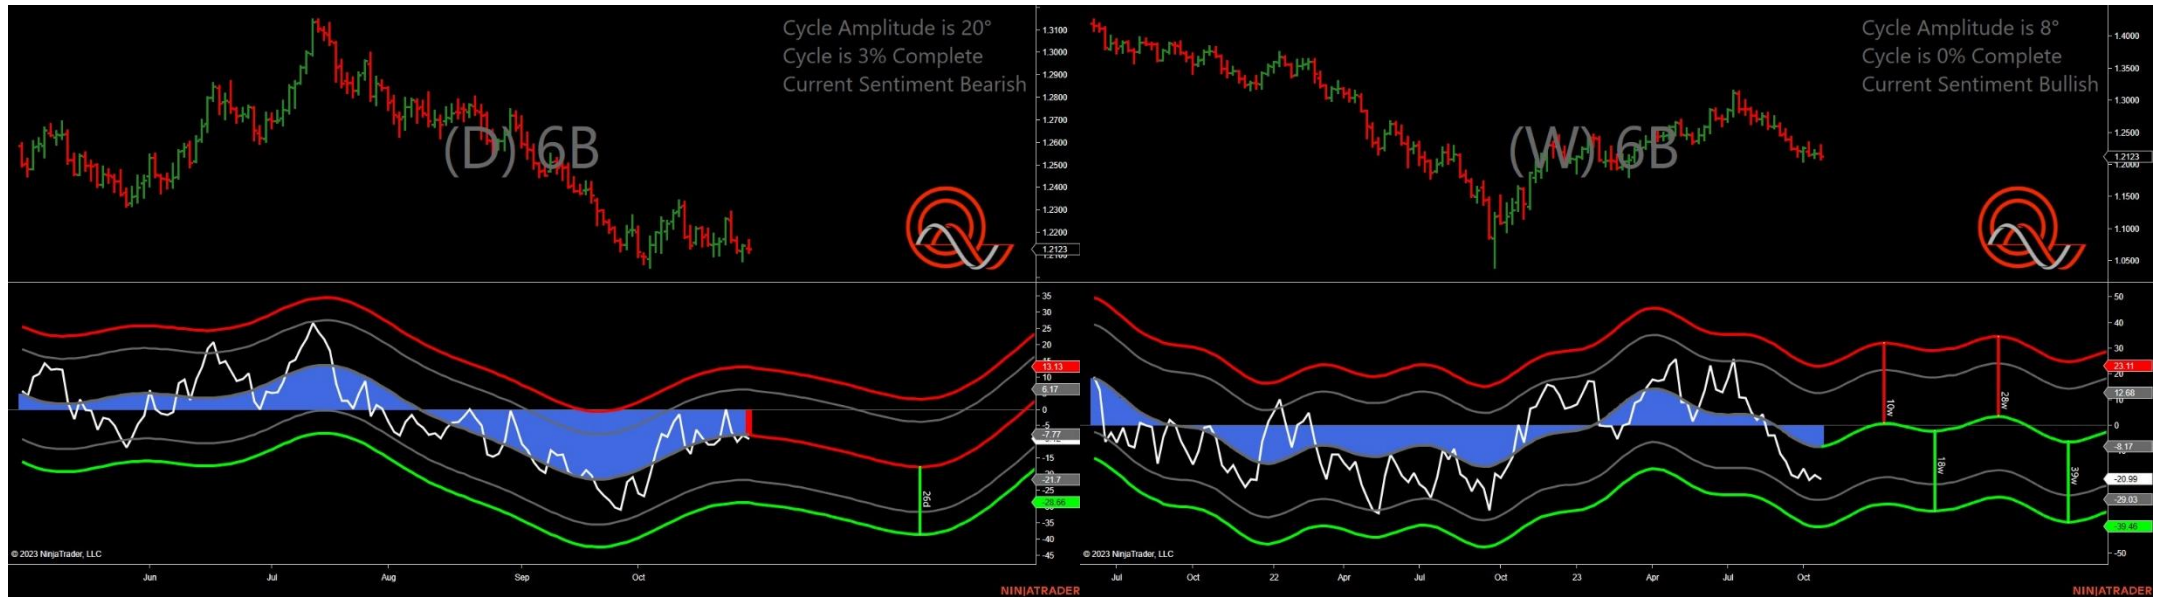 Cycle Amplitude is 20°
Cycle is 3% Complete
Current Sentiment Bearish
(D) 6B
1.3100
1.3000
1.2900
1.2800
1.2700
1.2600
1.2500
1.2400
1.2300
1.2200
1.2123
35
30
25
20
13.13
10
6.17
0
-5
-7.77
-15
-21.7
-25
-28.66
-35
-40
-45
26d
© 2023 NinjaTrader, LLC
Jun Jul Aug Sep Oct
NINJATRADER
Cycle Amplitude is 8°
Cycle is 0% Complete
Current Sentiment Bullish
(W) 6B
1.4000
1.3500
1.3000
1.2500
1.2123
1.2000
1.1500
1.1000
1.0500
50
40
30
23.11
20
12.68
10
0
-8.17
-20.99
-29.03
-39.46
-50
10w
28w
18w
39w
© 2023 NinjaTrader, LLC
Jul Oct 22 Apr Jul Oct 23 Apr Jul Oct
NINJATRADER